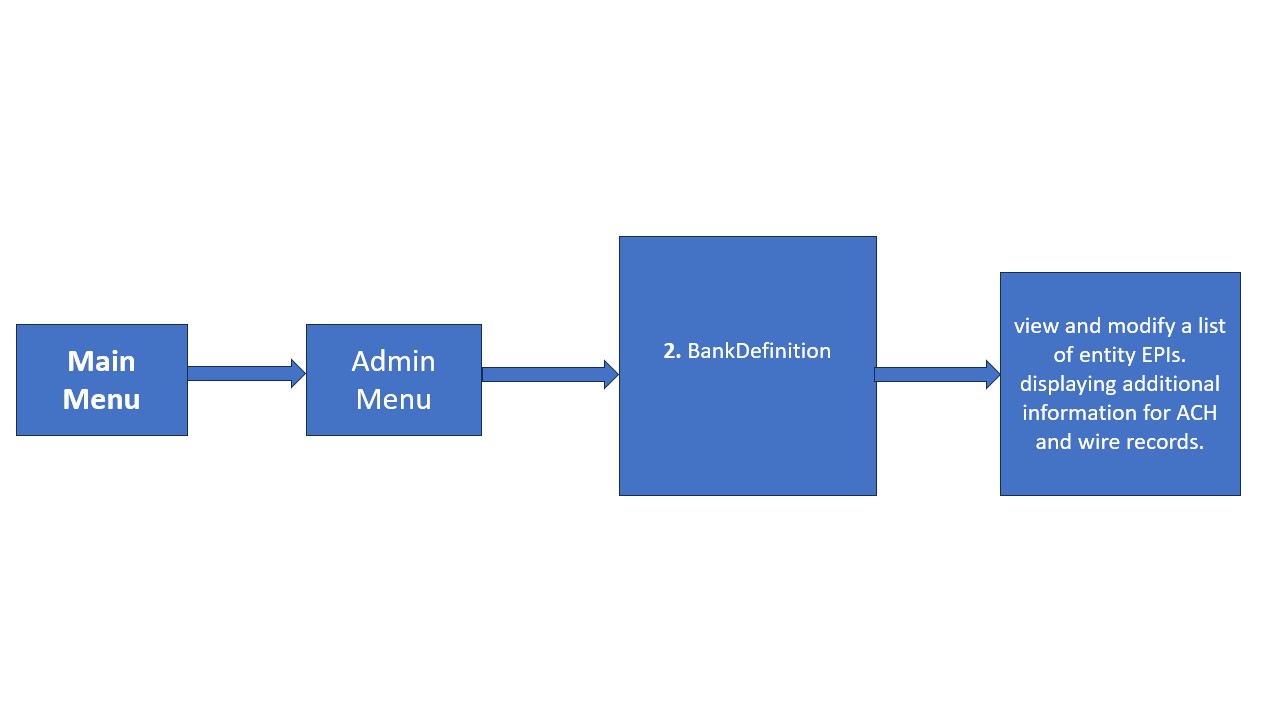 Main
Menu
Admin
Menu
2. BankDefinition
view and modify a list
of entity EPIs.
displaying additional
information for ACH
and wire records.